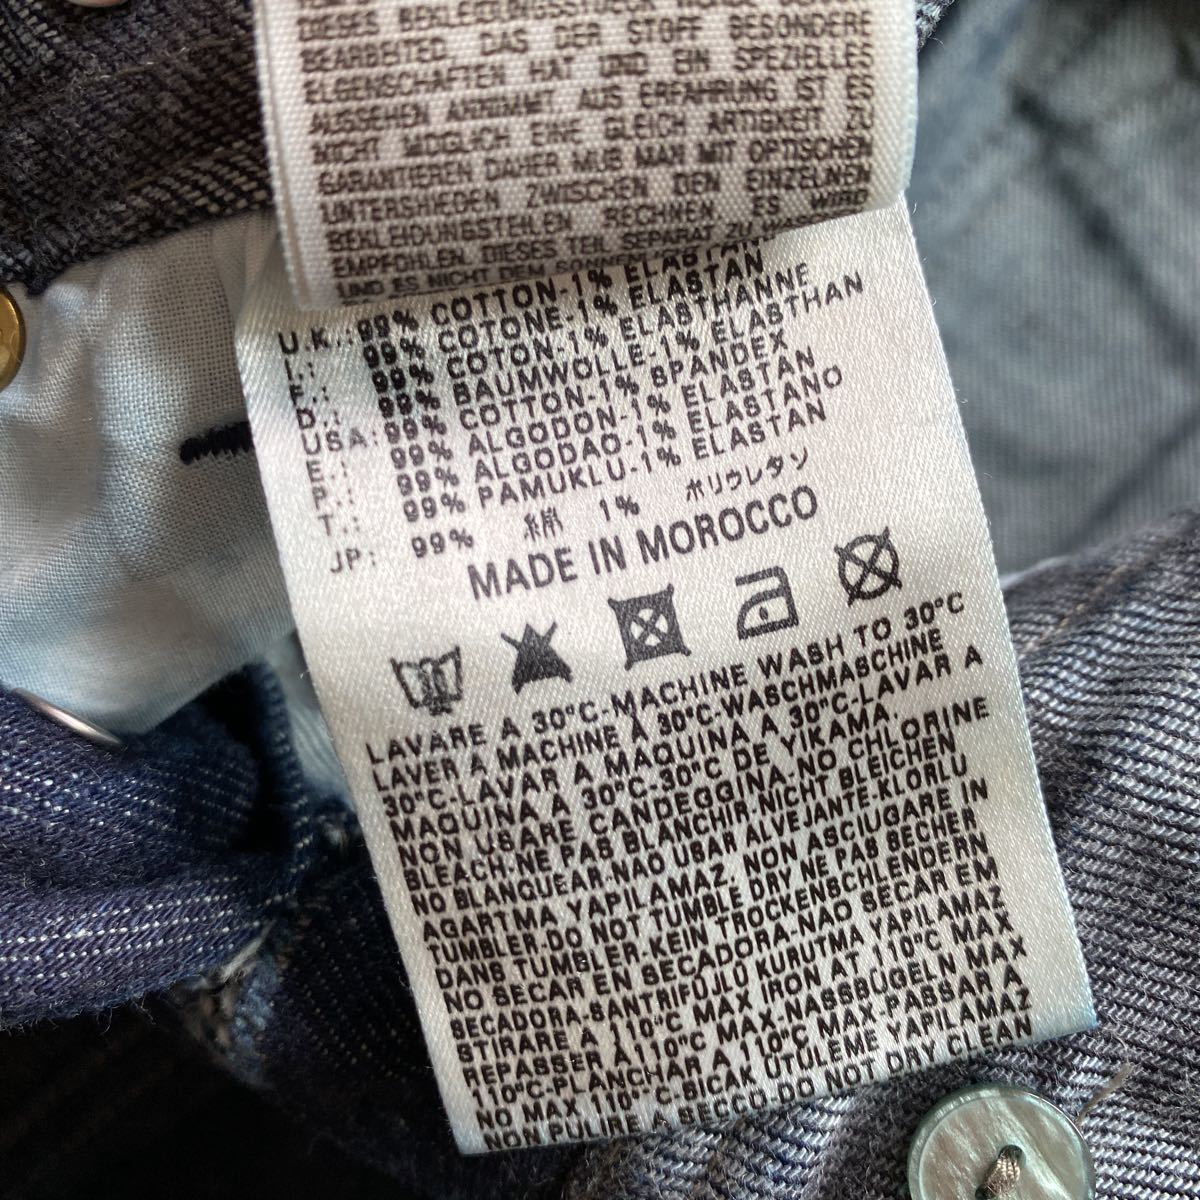 DIESES BEKLEIDUNGSSTÜCK
BEARBEITED, DAS DER STOFF BESONDERE
EIGENSCHAFTEN HAT UND EIN SPEZIELLES
AUSSEHEN ANNIMMT AUS ERFAHRUNG IST ES
NICHT MÖGLICH EINE GLEICH ARTIGKEIT ZU
GARANTIEREN DAHER MUB MAN MIT OPTISCHEN
UNTERSHIEDEN ZWISCHEN DEN EINZELNEN
BEKLEIDUNGSTEILEN RECHNEN ES WIRD
EMPFOHLEN, DIESES TEIL SEPARAT ZU
UND ES NICHT DEM
U.K.: 99% COTTON-1% ELASTAN
I.: 99% COTONE-1% ELASTAN
F.: 99% COTON-1% ELASTHANNE
D.: 99% BAUMWOLLE-1% ELASTHAN
USA: 99% COTTON-1% SPANDEX
E.: 99% ALGODON-1% ELASTAN
P.: 99% ALGODAO-1% ELASTANO
T.: 99% PAMUKLU-1% ELASTAN
JP: 99% 綿 1% ポリウレタン
MADE IN MOROCCO
30
LAVARE A 30°C-MACHINE WASH TO 30°C
LAVER A MACHINE À 30°C-WASCHMASCHINE
30°C-LAVAR A MAQUINA A 30°C-LAVAR A
MAQUINA A 30°C-30°C DE YIKAMA.
NON USARE CANDEGGINA-NO CHLORINE
BLEACH-NE PAS BLANCHIR-NICHT BLEICHEN
NO BLANQUEAR-NAO USAR ALVEJANTE-KLORLU
AGARTMA YAPILAMAZ. NON ASCIUGARE IN
TUMBLER-DO NOT TUMBLE DRY NE PAS SECHER
DANS TUMBLER-KEIN TROCKENSCHLENDERN
NO SECAR EN SECADORA-NAO SECAR EM
SECADORA-SANTRIFÜJLÜ KURUTMA YAPILAMAZ
STIRARE A 110°C MAX IRON AT 110°C MAX
REPASSER À 110°C MAX-NASSBÜGELN MAX
110°C-PLANCHAR A 110°C MAX-PASSAR A
NO MAX 110°C-SICAK ÜTÜLEME YAPILAMAZ
NON PULIRE A SECCO-DO NOT DRY CLEAN